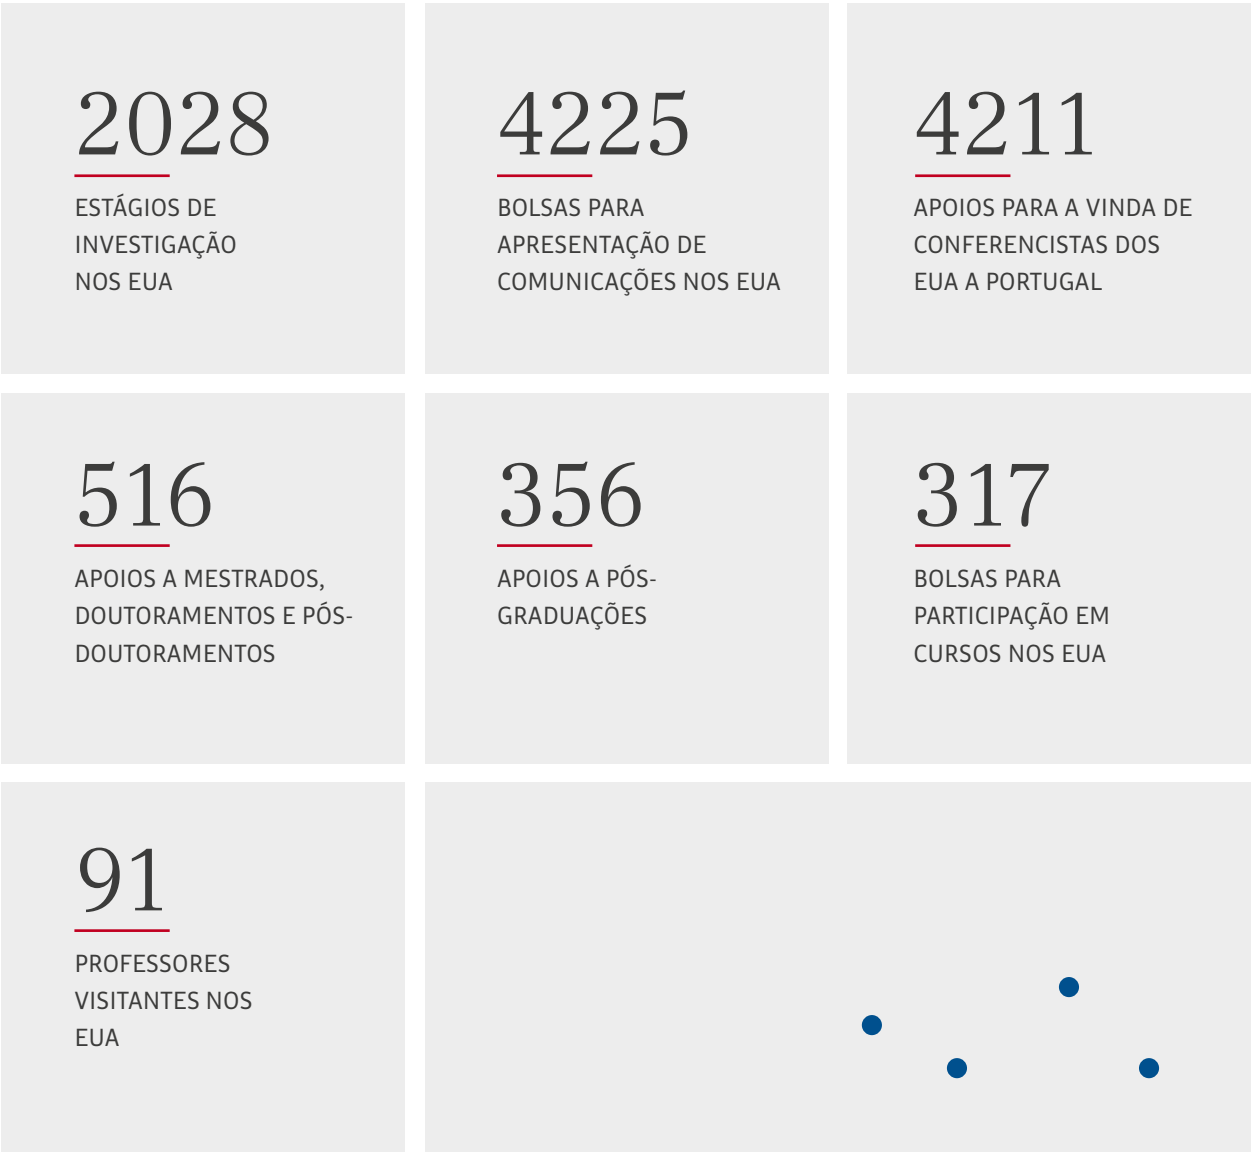 2028
ESTÁGIOS DE
INVESTIGAÇÃO
NOS EUA
4225
BOLSAS PARA
APRESENTAÇÃO DE
COMUNICAÇÕES NOS EUA
4211
APOIOS PARA A VINDA DE
CONFERENCISTAS DOS
EUA A PORTUGAL
516
APOIOS A MESTRADOS,
DOUTORAMENTOS E PÓS-
DOUTORAMENTOS
356
APOIOS A PÓS-
GRADUAÇÕES
317
BOLSAS PARA
PARTICIPAÇÃO EM
CURSOS NOS EUA
91
PROFESSORES
VISITANTES NOS
EUA